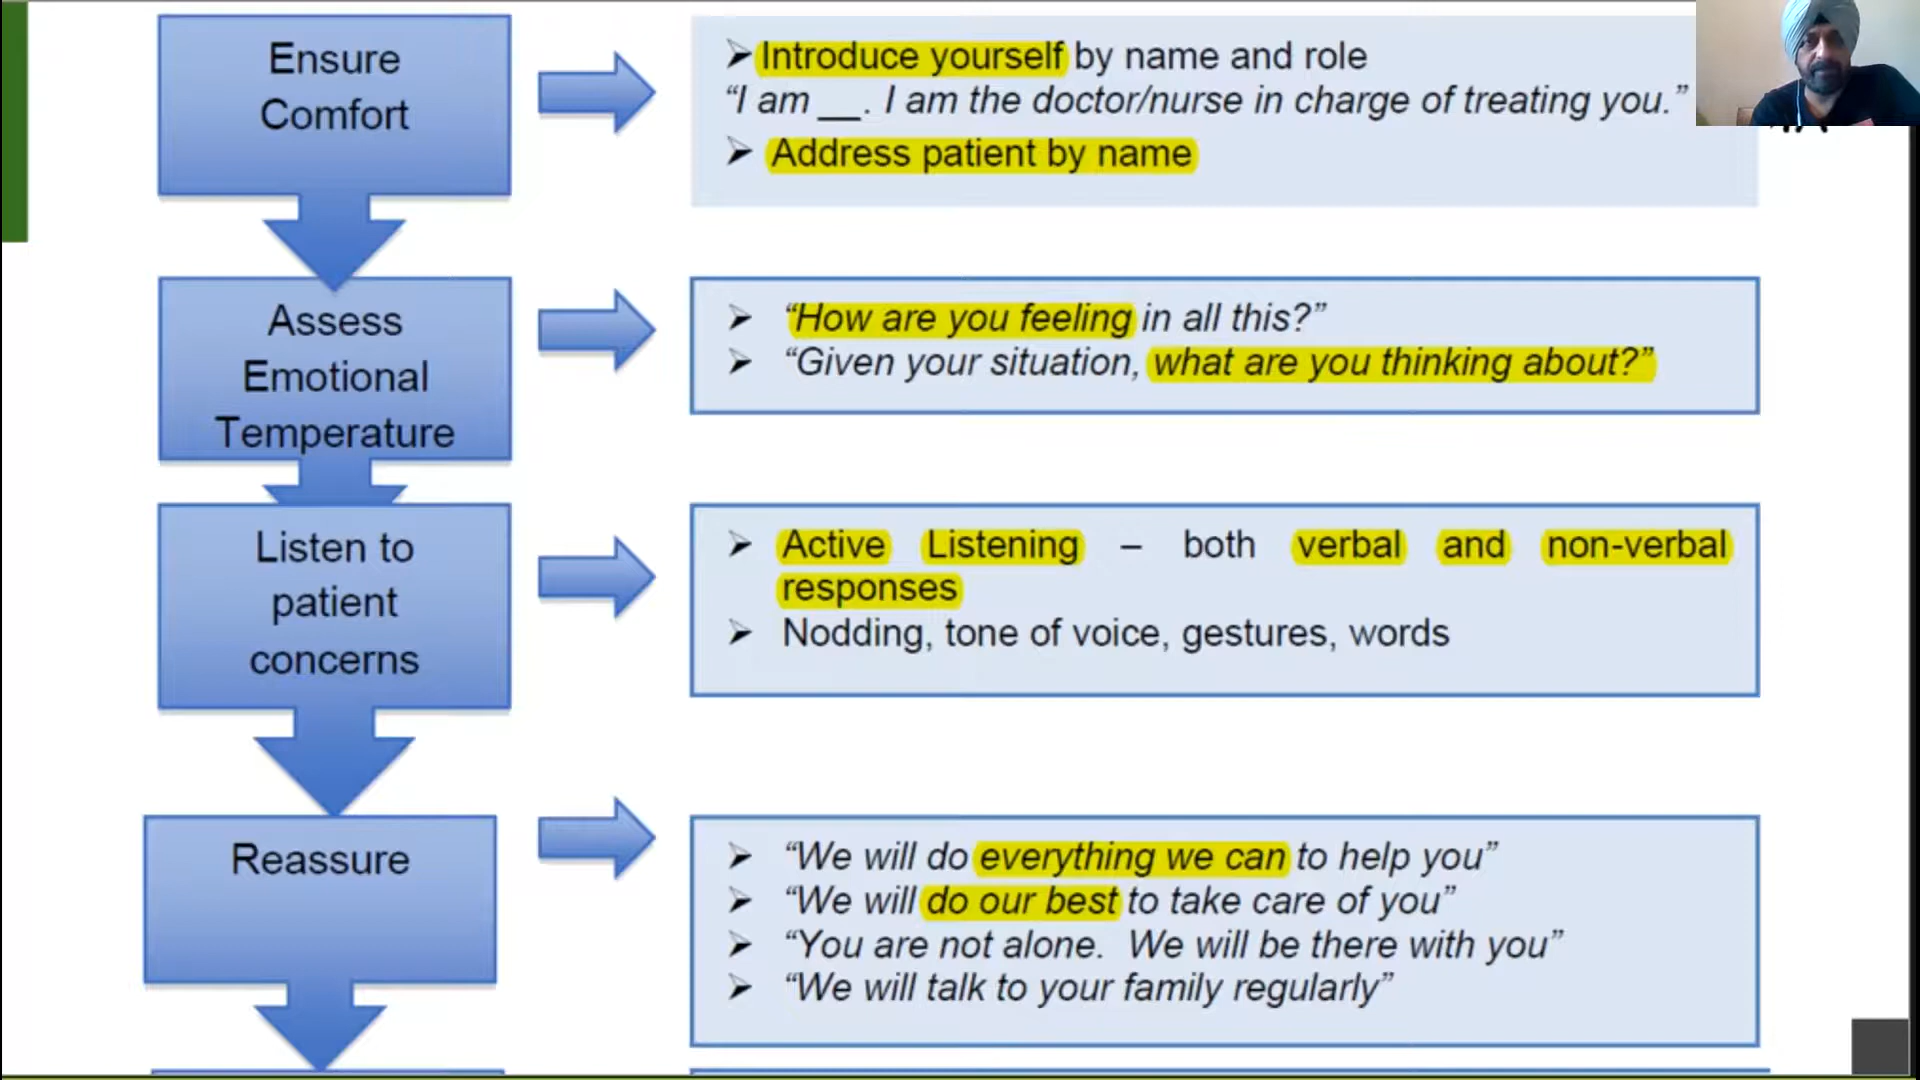 Ensure
Comfort
➤Introduce yourself by name and role
“I am __. I am the doctor/nurse in charge of treating you.”
➤ Address patient by name
Assess
Emotional
Temperature
➤ “How are you feeling in all this?”
➤ “Given your situation, what are you thinking about?”
Listen to
patient
concerns
➤ Active Listening – both verbal and non-verbal
responses
➤ Nodding, tone of voice, gestures, words
Reassure
➤ “We will do everything we can to help you”
➤ “We will do our best to take care of you”
➤ “You are not alone.  We will be there with you”
➤ “We will talk to your family regularly”